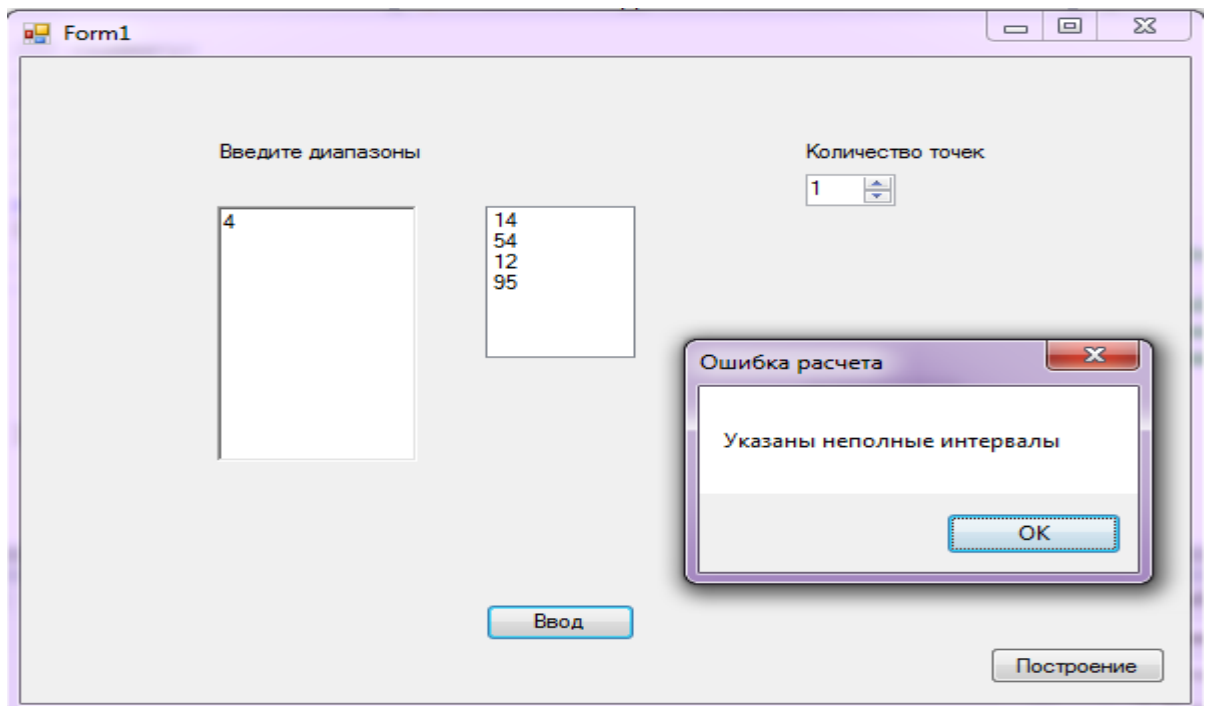 Form1
Введите диапазоны
Количество точек
1
4
14
54
12
95
Ошибка расчета
Указаны неполные интервалы
OK
Ввод
Построение